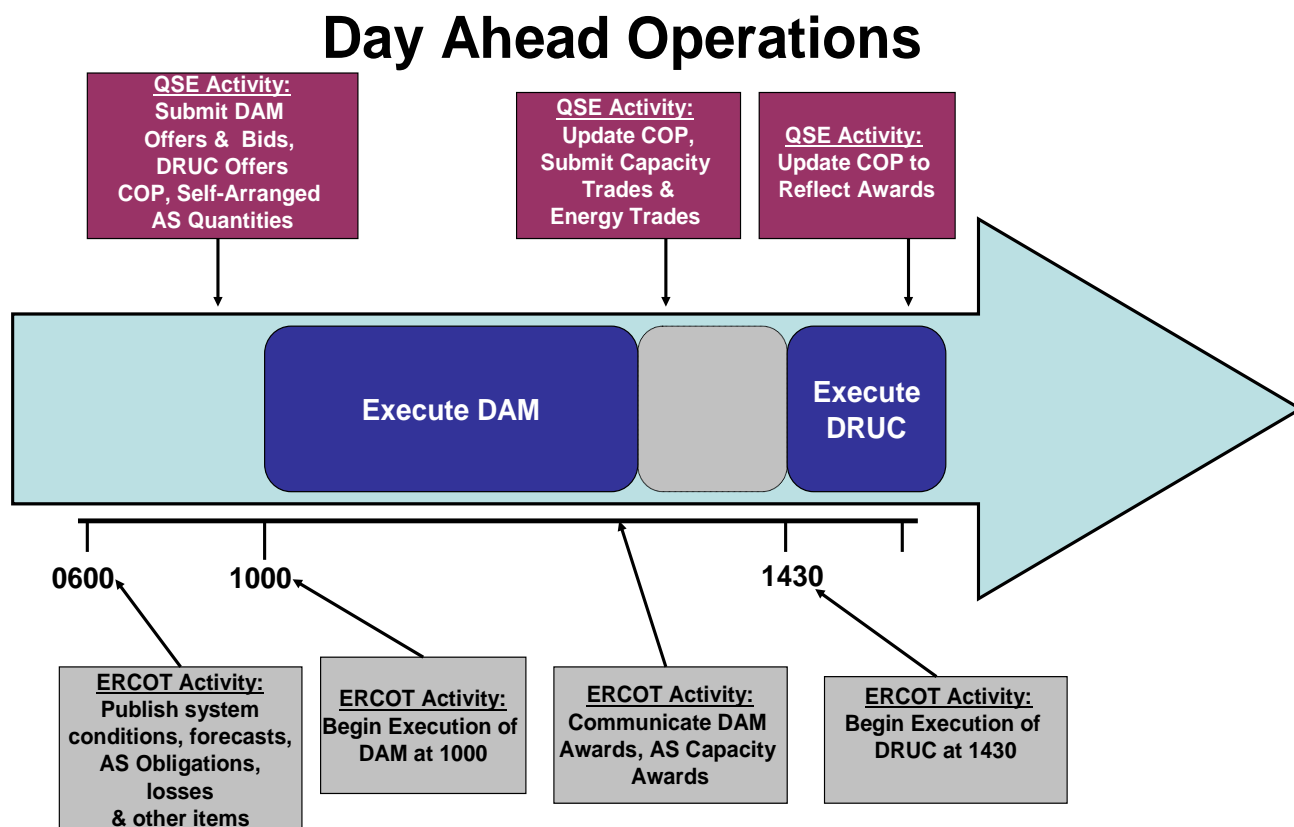 Day Ahead Operations
QSE Activity:
Submit DAM
Offers & Bids,
DRUC Offers
COP, Self-Arranged
AS Quantities
QSE Activity:
Update COP,
Submit Capacity
Trades &
Energy Trades
QSE Activity:
Update COP to
Reflect Awards
Execute DAM
Execute
DRUC
0600
1000
1430
ERCOT Activity:
Publish system
conditions, forecasts,
AS Obligations,
losses
& other items
ERCOT Activity:
Begin Execution of
DAM at 1000
ERCOT Activity:
Communicate DAM
Awards, AS Capacity
Awards
ERCOT Activity:
Begin Execution of
DRUC at 1430